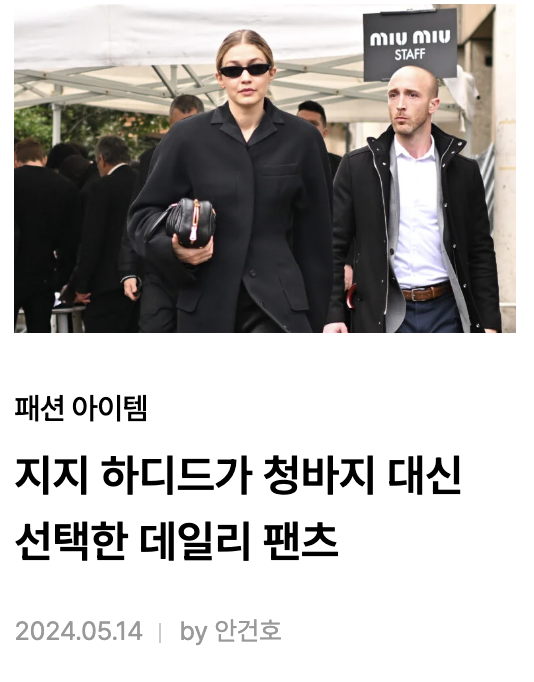 miu miu
STAFF
패션 아이템
지지 하디드가 청바지 대신
선택한 데일리 팬츠
2024.05.14 | by 안건호